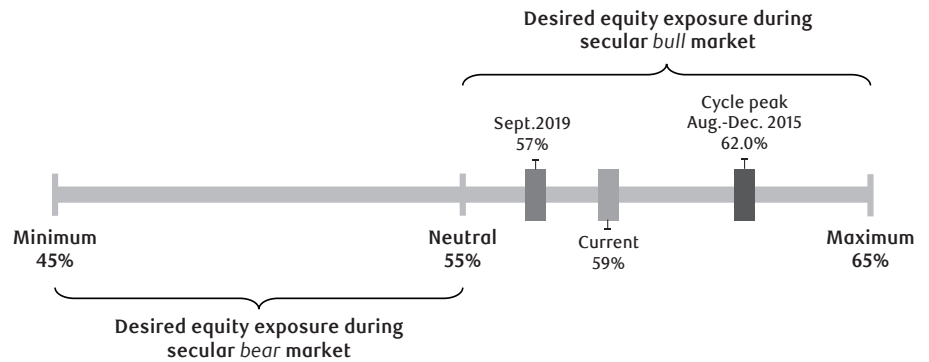 Desired equity exposure during
secular bull market
Cycle peak
Aug.-Dec. 2015
62.0%
Sept.2019
57%
Minimum
45%
Neutral
55%
Current
59%
Maximum
65%
Desired equity exposure during
secular bear market